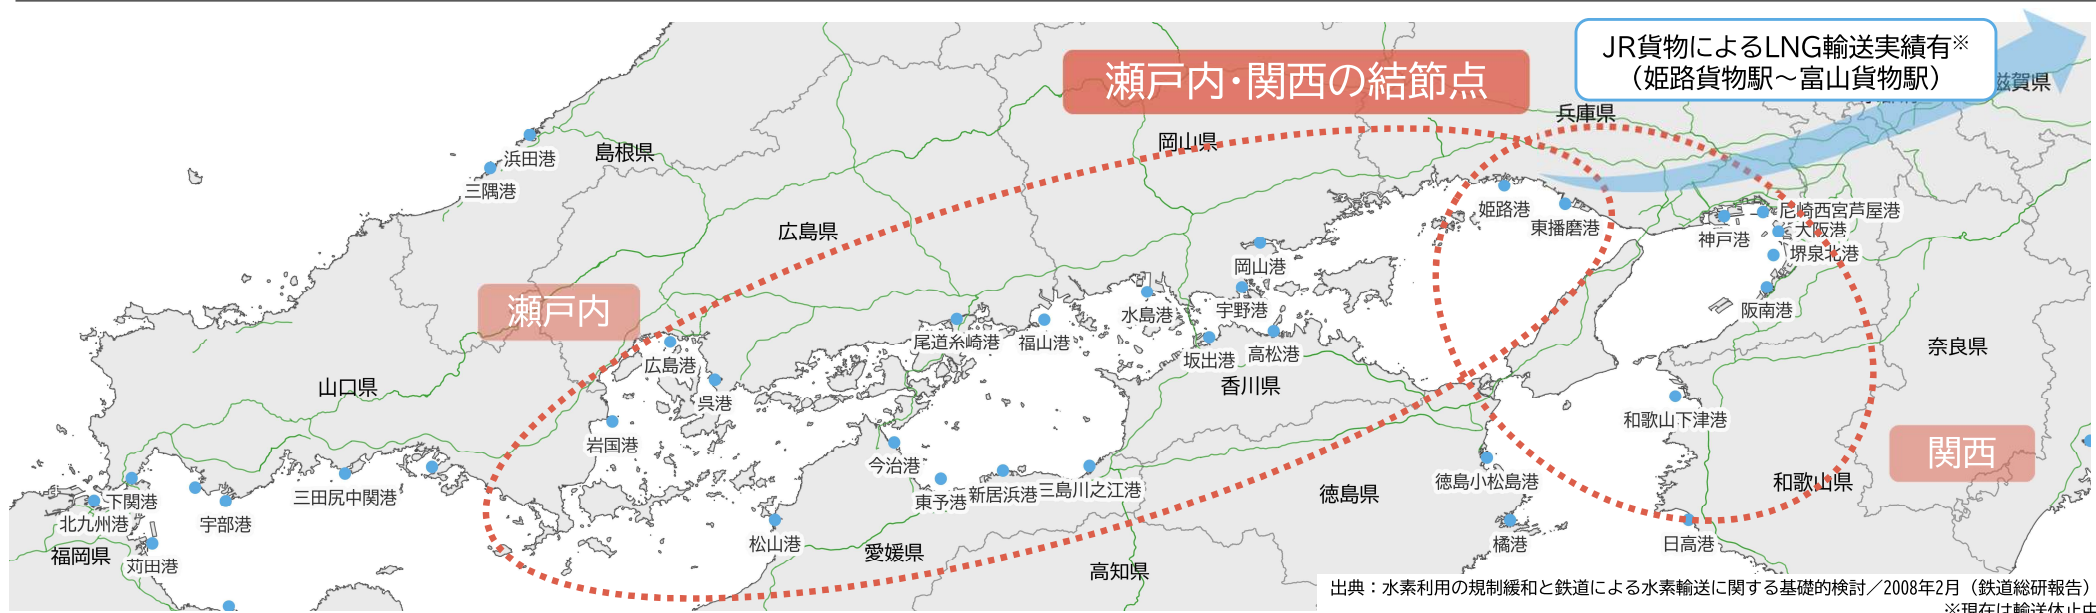 JR貨物によるLNG輸送実績有※
（姫路貨物駅～富山貨物駅）
瀬戸内・関西の結節点
滋賀県
兵庫県
岡山県
島根県
浜田港
三隅港
広島県
姫路港
東播磨港
神戸港
尼崎西宮芦屋港
大阪港
堺泉北港
阪南港
岡山港
宇野港
水島港
瀬戸内
尾道糸崎港
福山港
坂出港
高松港
広島港
呉港
香川県
奈良県
山口県
岩国港
和歌山下津港
関西
今治港
東予港
新居浜港
三島川之江港
徳島県
徳島小松島港
和歌山県
下関港
北九州港
宇部港
三田尻中関港
松山港
愛媛県
橘港
日高港
福岡県
苅田港
高知県
出典：水素利用の規制緩和と鉄道による水素輸送に関する基礎的検討／2008年2月（鉄道総研報告）
※現在は輸送休止中